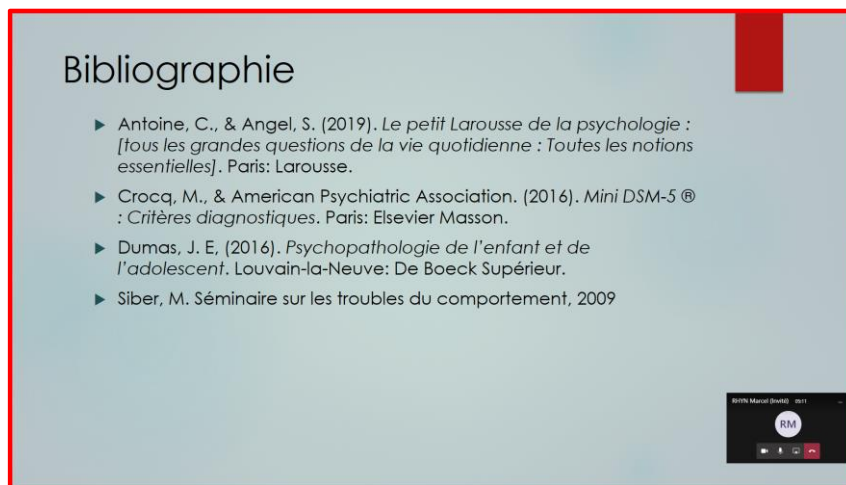 Bibliographie
Antoine, C., & Angel, S. (2019). Le petit Larousse de la psychologie :
[tous les grandes questions de la vie quotidienne : Toutes les notions
essentielles]. Paris: Larousse.
Crocq, M., & American Psychiatric Association. (2016). Mini DSM-5 ®
: Critères diagnostiques. Paris: Elsevier Masson.
Dumas, J. E, (2016). Psychopathologie de l'enfant et de
l'adolescent. Louvain-la-Neuve: De Boeck Supérieur.
Siber, M. Séminaire sur les troubles du comportement, 2009
RHYN Marcel (Invité)
RM